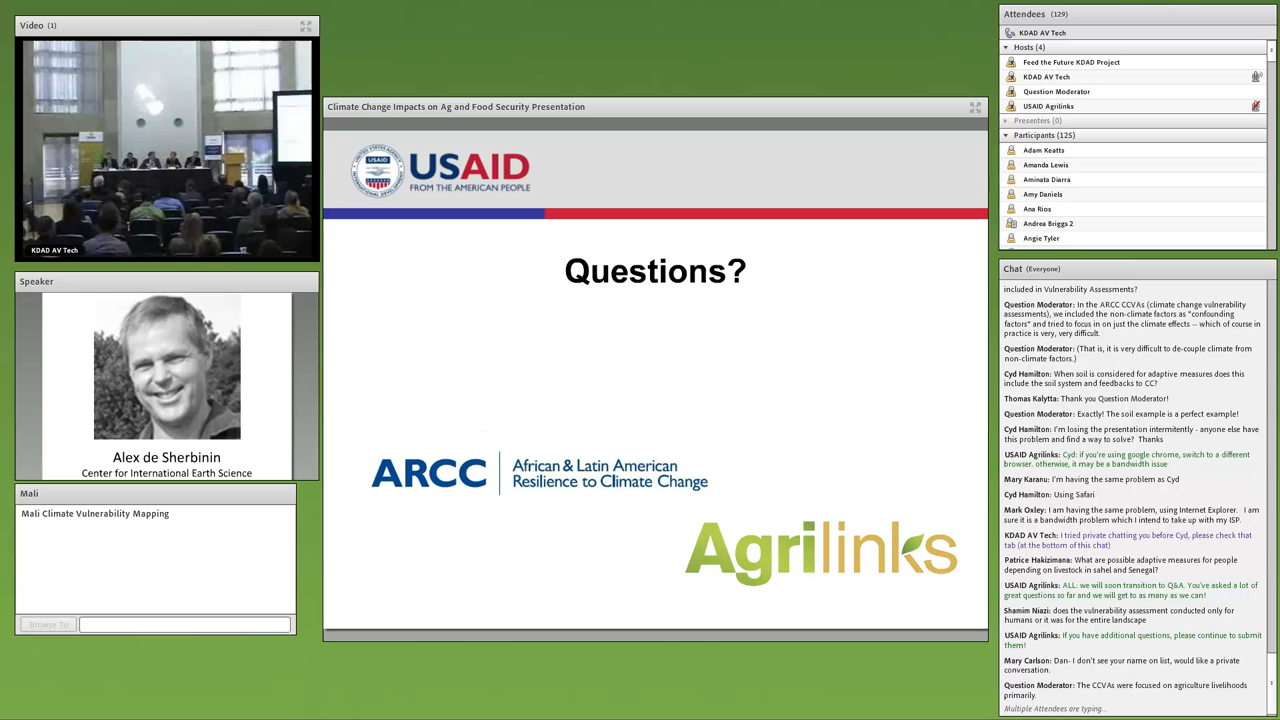 Video (1)
KDAD AV Tech
Speaker
Alex de Sherbinin
Center for International Earth Science
Mali
Mali Climate Vulnerability Mapping
Browse To
Climate Change Impacts on Ag and Food Security Presentation
USAID
USAID
FROM THE AMERICAN PEOPLE
Questions?
ARCC
African & Latin American
Resilience to Climate Change
Agrilinks
Attendees (129)
KDAD AV Tech
Hosts (4)
Feed the Future KDAD Project
KDAD AV Tech
Question Moderator
USAID Agrilinks
Presenters (0)
Participants (125)
Adam Keatts
Amanda Lewis
Aminata Diarra
Amy Daniels
Ana Rios
Andrea Briggs 2
Angie Tyler
Chat (Everyone)
included in Vulnerability Assessments?
Question Moderator: In the ARCC CCVAs (climate change vulnerability
assessments), we included the non-climate factors as "confounding
factors" and tried to focus in on just the climate effects -- which of course in
practice is very, very difficult.
Question Moderator: (That is, it is very difficult to de-couple climate from
non-climate factors.)
Cyd Hamilton: When soil is considered for adaptive measures does this
include the soil system and feedbacks to CC?
Thomas Kalytta: Thank you Question Moderator!
Question Moderator: Exactly! The soil example is a perfect example!
Cyd Hamilton: I'm losing the presentation intermitently - anyone else have
this problem and find a way to solve? Thanks
USAID Agrilinks: Cyd: if you're using google chrome, switch to a different
browser. otherwise, it may be a bandwidth issue
Mary Karanu: I'm having the same problem as Cyd
Cyd Hamilton: Using Safari
Mark Oxley: I am having the same problem, using Internet Explorer. I am
sure it is a bandwidth problem which I intend to take up with my ISP.
KDAD AV Tech: I tried private chatting you before Cyd, please check that
tab (at the bottom of this chat)
Patrice Hakizimana: What are possible adaptive measures for people
depending on livestock in sahel and Senegal?
USAID Agrilinks: ALL: we will soon transition to Q&A. You've asked a lot of
great questions so far and we will get to as many as we can!
Shamim Niazi: does the vulnerability assessment conducted only for
humans or it was for the entire landscape
USAID Agrilinks: If you have additional questions, please continue to submit
them!
Mary Carlson: Dan- I don't see your name on list, would like a private
conversation.
Question Moderator: The CCVAs were focused on agriculture livelihoods
primarily.
Multiple Attendees are typing...